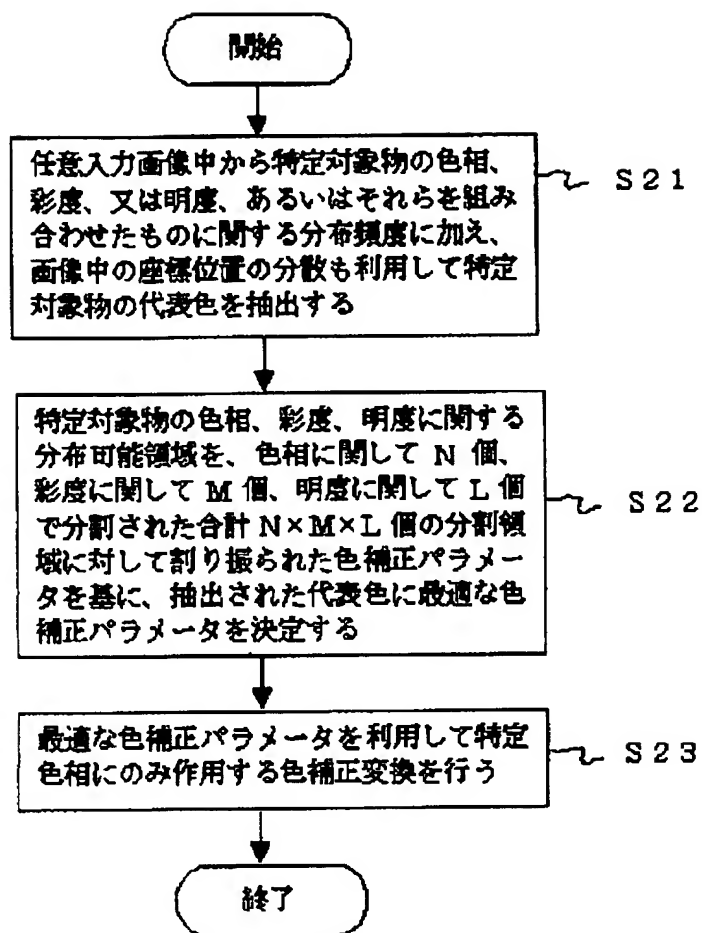 開始
任意入力画像中から特定対象物の色相、
彩度、又は明度、あるいはそれらを組み
合わせたものに関する分布頻度に加え、
画像中の座標位置の分散も利用して特定
対象物の代表色を抽出する
S21
特定対象物の色相、彩度、明度に関する
分布可能領域を、色相に関して N 個、
彩度に関して M 個、明度に関して L 個
で分割された合計 N×M×L 個の分割領
域に対して割り振られた色補正パラメー
タを基に、抽出された代表色に最適な色
補正パラメータを決定する
S22
最適な色補正パラメータを利用して特定
色相にのみ作用する色補正変換を行う
S23
終了